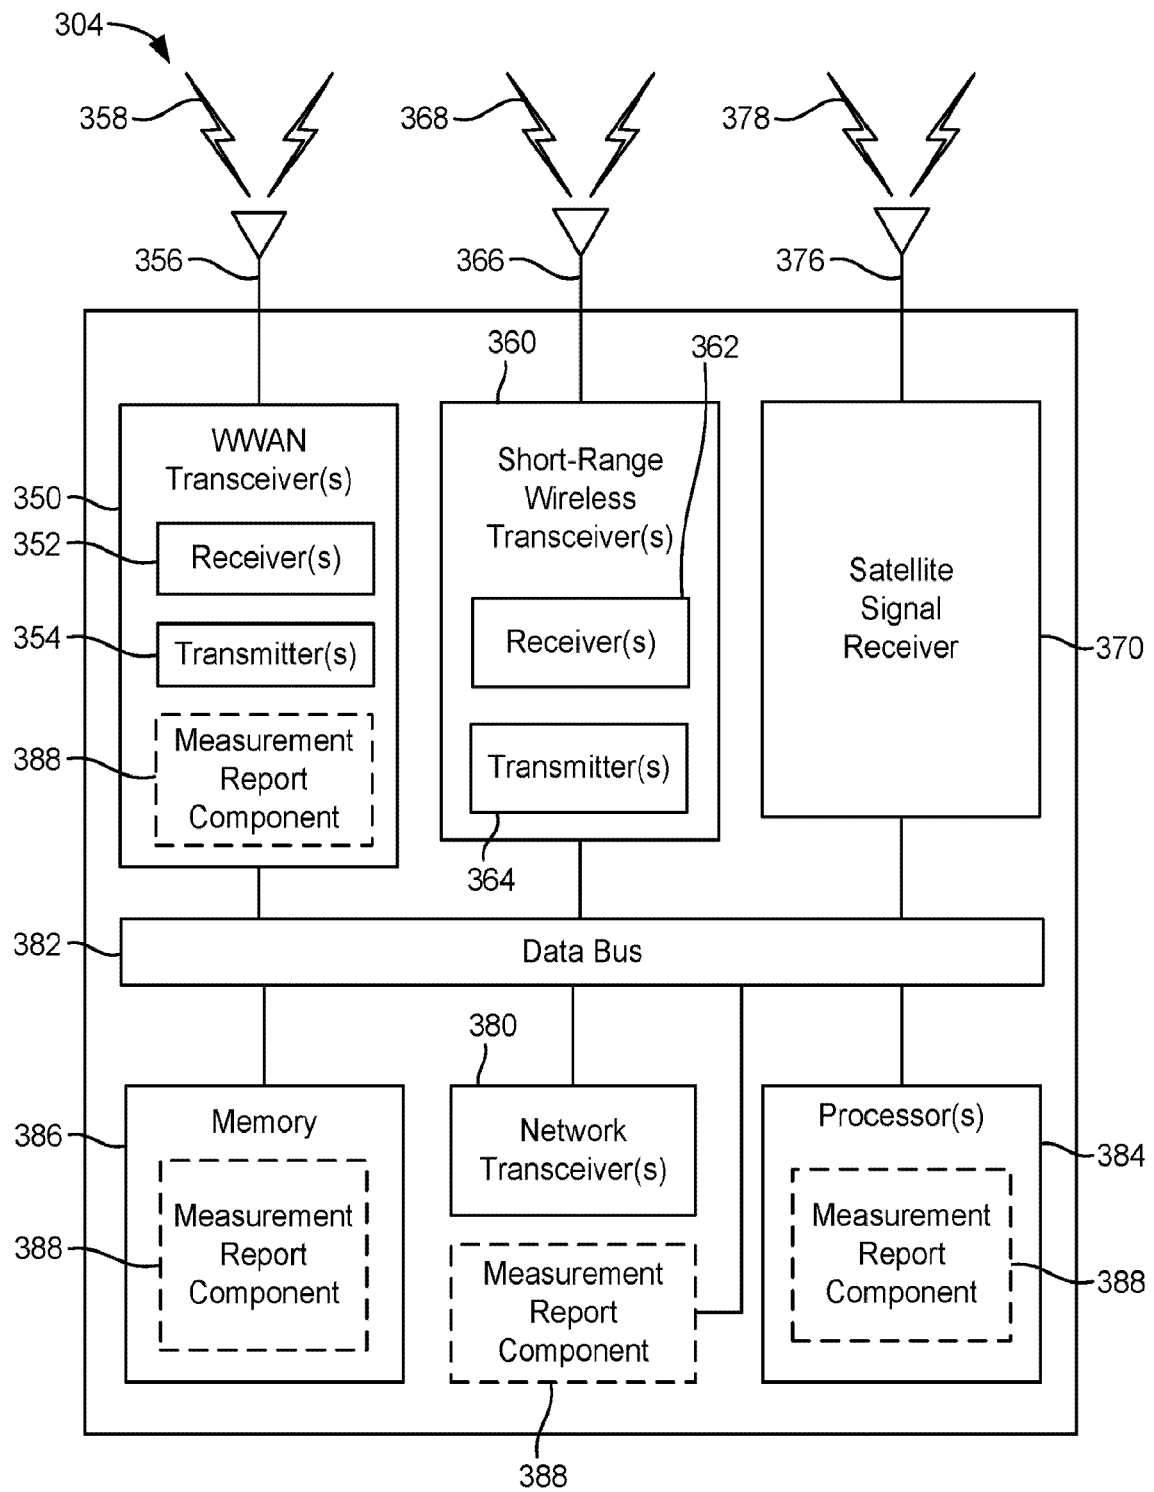 304
358
368
378
356
366
376
360
362
WWAN
Transceiver(s)
350
352
Receiver(s)
354
Transmitter(s)
388
Measurement
Report
Component
Short-Range
Wireless
Transceiver(s)
Receiver(s)
Transmitter(s)
364
Satellite
Signal
Receiver
370
382
Data Bus
386
Memory
388
Measurement
Report
Component
380
Network
Transceiver(s)
Measurement
Report
Component
388
Processor(s)
384
Measurement
Report
Component
388